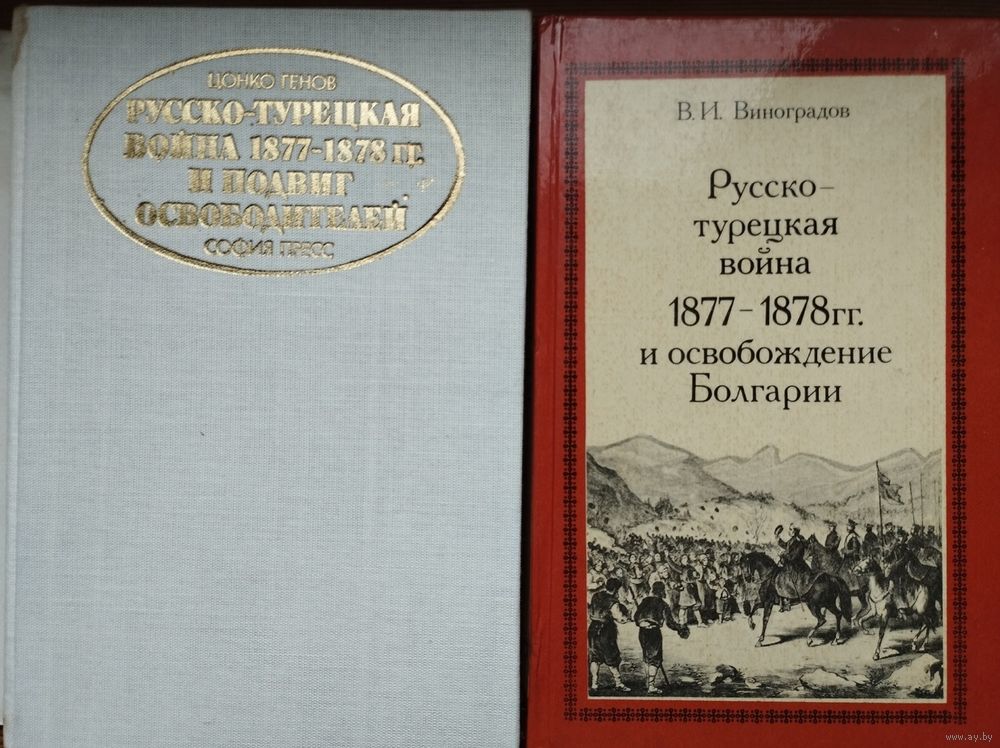 ЦОНКО ГЕНОВ
РУССКО-ТУРЕЦКАЯ
ВОЙНА 1877-1878 ГГ.
И ПОДВИГ
ОСВОБОДИТЕЛЕЙ
СОФИЯ ПРЕСС
В. И. Виноградов
Русско-
турецкая
война
1877-1878гг.
и освобождение
Болгарии
www.ay.by